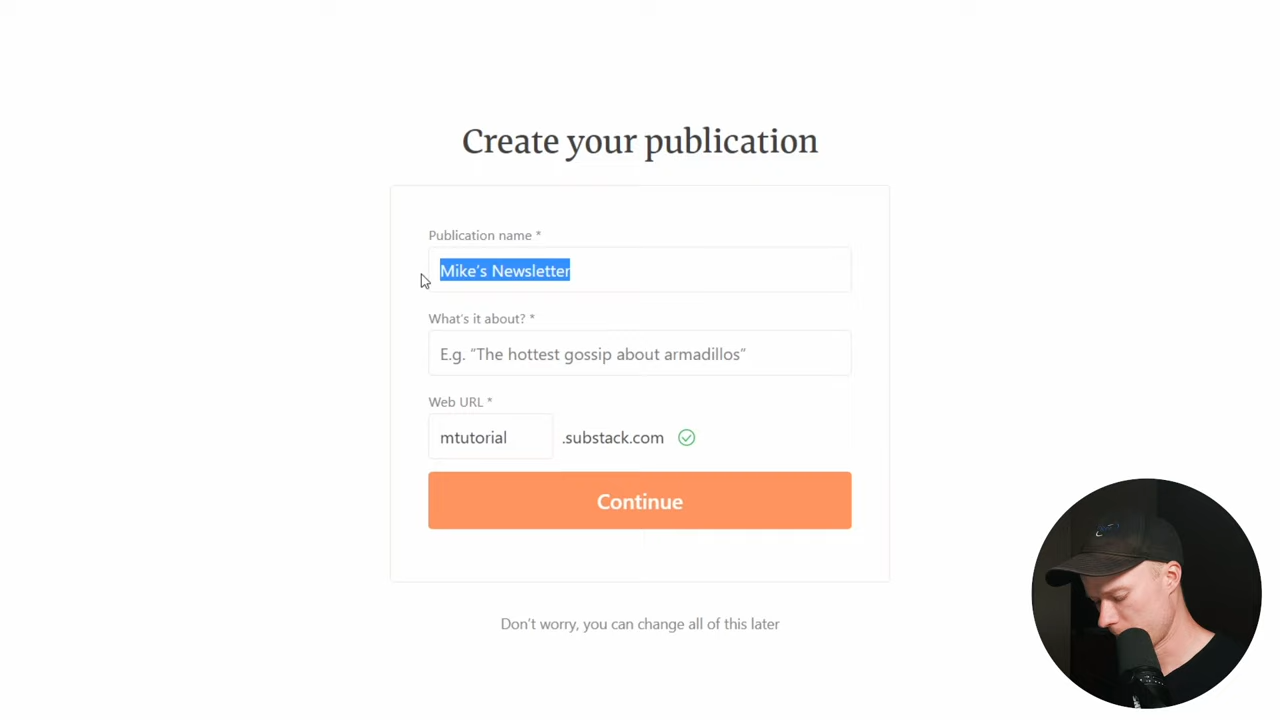 Create your publication
Publication name *
Mike's Newsletter
What's it about? *
E.g. "The hottest gossip about armadillos"
Web URL *
mtutorial .substack.com
Continue
Don't worry, you can change all of this later